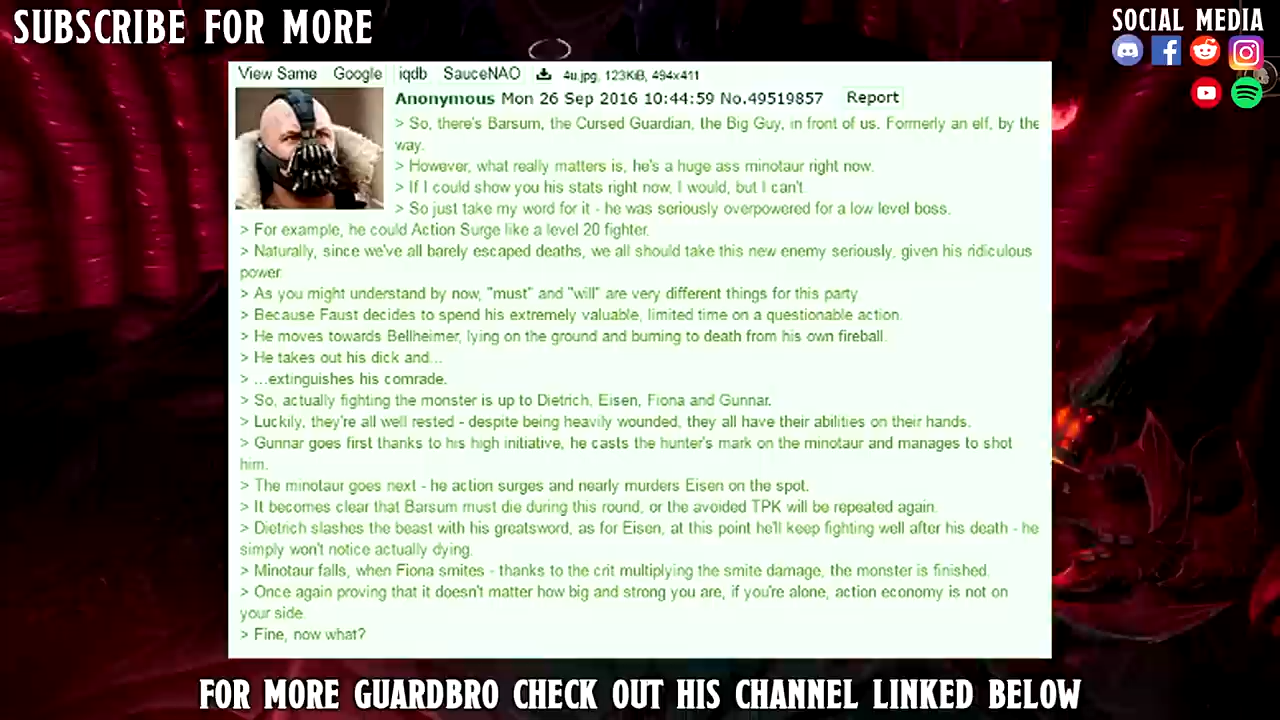 SUBSCRIBE FOR MORE
SOCIAL MEDIA
View Same Google iqdb SauceNAO 4u.jpg, 123KiB, 494x411
Anonymous Mon 26 Sep 2016 10:44:59 No.49519857 Report
> So, there's Barsum, the Cursed Guardian, the Big Guy, in front of us. Formerly an elf, by the
way.
> However, what really matters is, he's a huge ass minotaur right now.
> If I could show you his stats right now, I would, but I can't
> So just take my word for it - he was seriously overpowered for a low level boss.
> For example, he could Action Surge like a level 20 fighter.
> Naturally, since we've all barely escaped deaths, we all should take this new enemy seriously, given his ridiculous
power.
> As you might understand by now, "must" and "will" are very different things for this party
> Because Faust decides to spend his extremely valuable, limited time on a questionable action.
> He moves towards Bellheimer, lying on the ground and burning to death from his own fireball.
> He takes out his dick and...
> ...extinguishes his comrade.
> So, actually fighting the monster is up to Dietrich, Eisen, Fiona and Gunnar.
> Luckily, they're all well rested - despite being heavily wounded, they all have their abilities on their hands.
> Gunnar goes first thanks to his high initiative, he casts the hunter's mark on the minotaur and manages to shot
him.
> The minotaur goes next - he action surges and nearly murders Eisen on the spot.
> It becomes clear that Barsum must die during this round, or the avoided TPK will be repeated again.
> Dietrich slashes the beast with his greatsword, as for Eisen, at this point he'll keep fighting well after his death - he
simply won't notice actually dying.
> Minotaur falls, when Fiona smites - thanks to the crit multiplying the smite damage, the monster is finished.
> Once again proving that it doesn't matter how big and strong you are, if you're alone, action economy is not on
your side.
> Fine, now what?
FOR MORE GUARDBRO CHECK OUT HIS CHANNEL LINKED BELOW